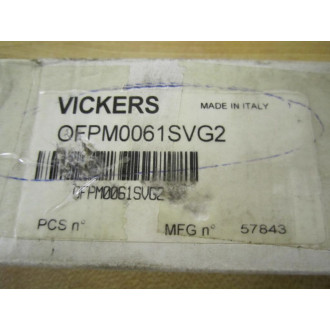 VICKERS MADE IN ITALY
OFPM0061SVG2
OFPM0061SVG2
PCS n° MFG n° 57843